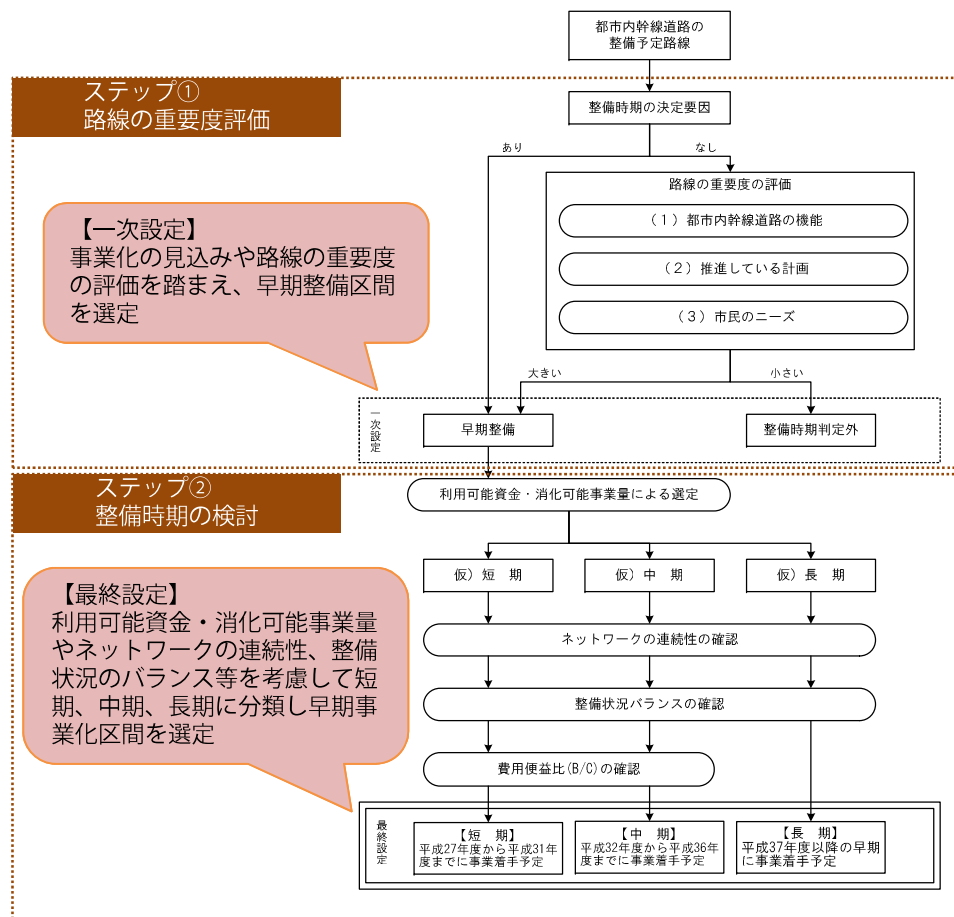 都市内幹線道路の
整備予定路線
ステップ①
路線の重要度評価
整備時期の決定要因
あり
なし
路線の重要度の評価
（１）都市内幹線道路の機能
（２）推進している計画
（３）市民のニーズ
【一次設定】
事業化の見込みや路線の重要度
の評価を踏まえ、早期整備区間
を選定
大きい
小さい
一次設定
早期整備
整備時期判定外
ステップ②
整備時期の検討
利用可能資金・消化可能事業量による選定
仮）短　期
仮）中　期
仮）長　期
【最終設定】
利用可能資金・消化可能事業量
やネットワークの連続性、整備
状況のバランス等を考慮して短
期、中期、長期に分類し早期事
業化区間を選定
ネットワークの連続性の確認
整備状況バランスの確認
費用便益比(B/C)の確認
最終設定
【短　期】
平成27年度から平成31年
度までに事業着手予定
【中　期】
平成32年度から平成36年
度までに事業着手予定
【長　期】
平成37年度以降の早期
に事業着手予定